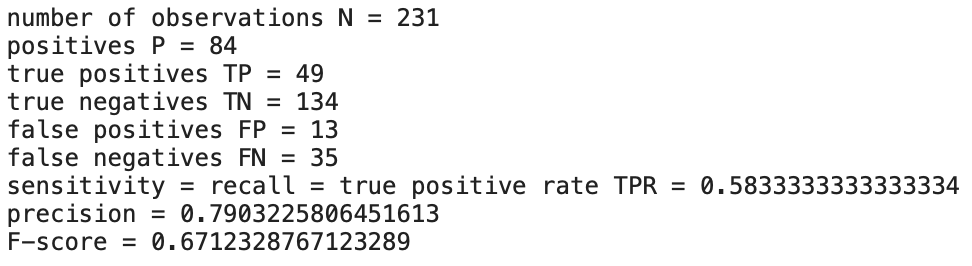 number of observations N = 231
positives P = 84
true positives TP = 49
true negatives TN = 134
false positives FP = 13
false negatives FN = 35
sensitivity = recall = true positive rate TPR = 0.5833333333333334
precision = 0.7903225806451613
F-score = 0.6712328767123289